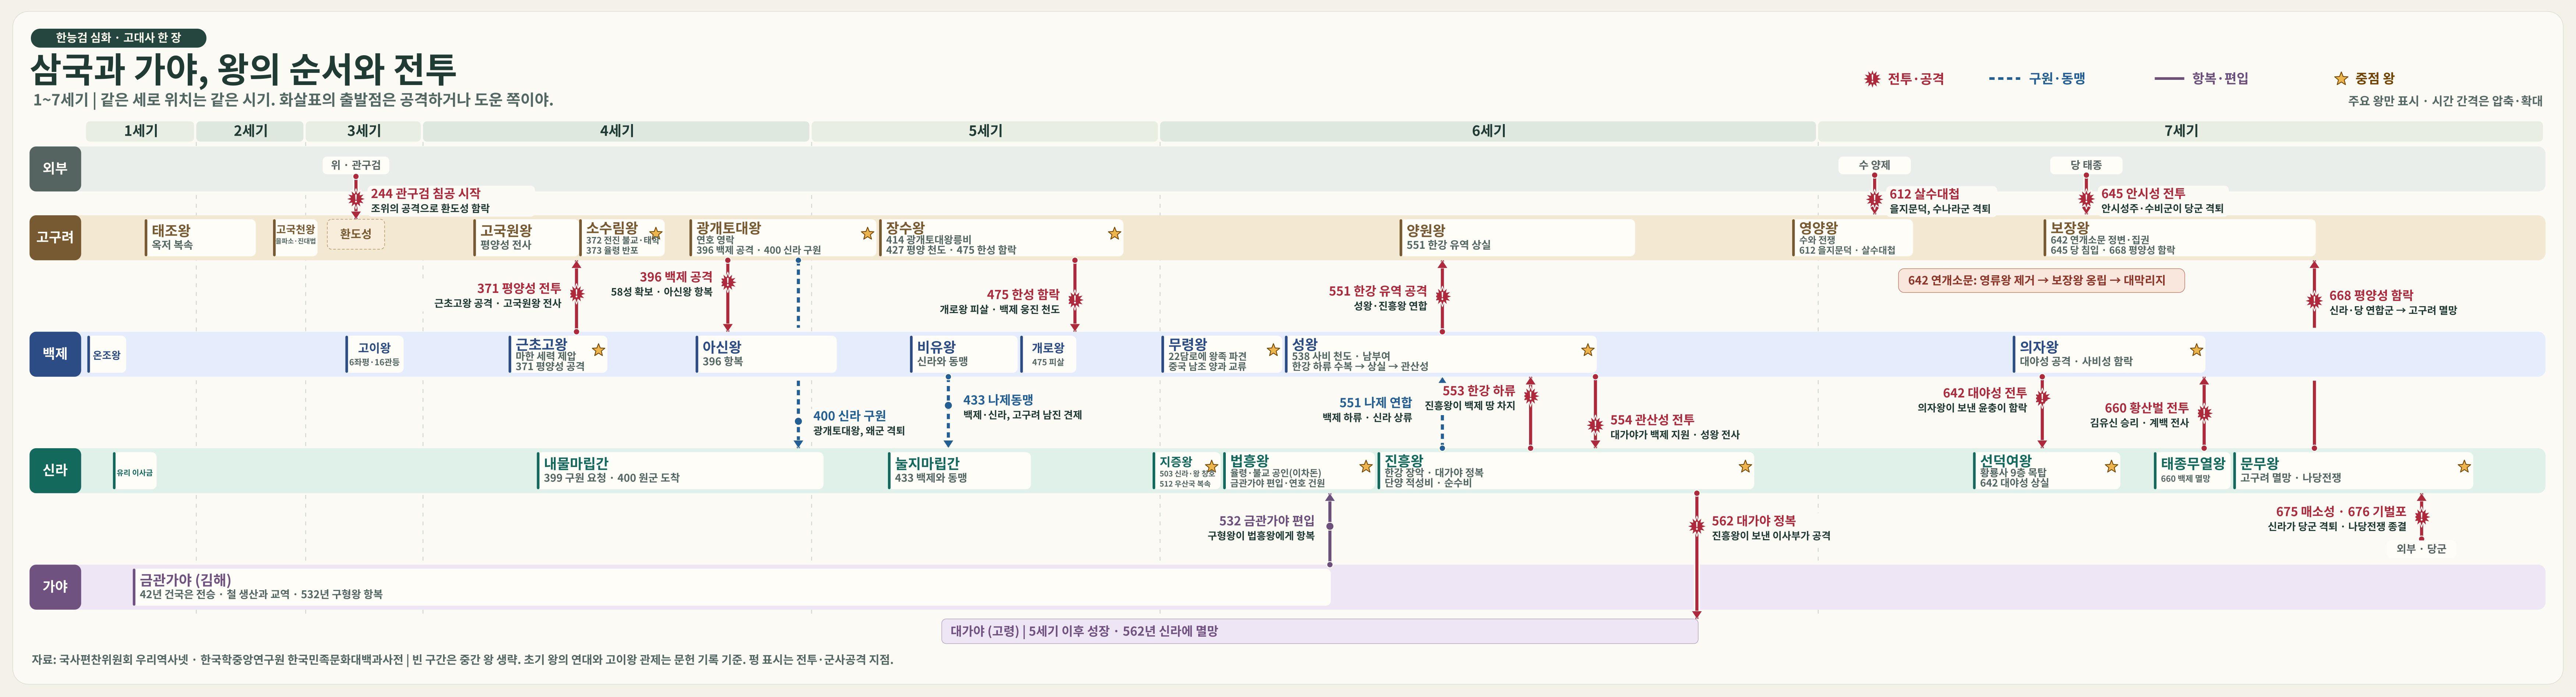 한능검 심화 · 고대사 한 장
삼국과 가야, 왕의 순서와 전투
1~7세기 | 같은 세로 위치는 같은 시기. 화살표의 출발점은 공격하거나 도운 쪽이야.
전투·공격
구원·동맹
항복·편입
중점 왕
주요 왕만 표시 · 시간 간격은 압축·확대
1세기
2세기
3세기
4세기
5세기
6세기
7세기
외부
위 · 관구검
244 관구검 침공 시작
조위의 공격으로 환도성 함락
수 양제
612 살수대첩
을지문덕, 수나라군 격퇴
당 태종
645 안시성 전투
안시성주·수비군이 당군 격퇴
고구려
태조왕
옥저 복속
고국천왕
을파소·진대법
환도성
고국원왕
평양성 전사
소수림왕
372 전진 불교·태학
373 율령 반포
광개토대왕
연호 영락
396 백제 공격 · 400 신라 구원
장수왕
414 광개토대왕릉비
427 평양 천도 · 475 한성 함락
양원왕
551 한강 유역 상실
영양왕
수와 전쟁
612 을지문덕 · 살수대첩
보장왕
642 연개소문 정변·집권
645 당 침입 · 668 평양성 함락
371 평양성 전투
근초고왕 공격 · 고국원왕 전사
396 백제 공격
58성 확보 · 아신왕 항복
475 한성 함락
개로왕 피살 · 백제 웅진 천도
551 한강 유역 공격
성왕·진흥왕 연합
642 연개소문: 영류왕 제거 → 보장왕 옹립 → 대막리지
668 평양성 함락
신라·당 연합군 → 고구려 멸망
백제
온조왕
고이왕
6좌평·16관등
근초고왕
마한 세력 제압
371 평양성 공격
아신왕
396 항복
비유왕
신라와 동맹
개로왕
475 피살
무령왕
22담로에 왕족 파견
중국 남조 양과 교류
성왕
538 사비 천도 · 남부여
한강 하류 수복 → 상실 → 관산성
의자왕
대야성 공격 · 사비성 함락
400 신라 구원
광개토대왕, 왜군 격퇴
433 나제동맹
백제·신라, 고구려 남진 견제
551 나제 연합
백제 하류 · 신라 상류
553 한강 하류
진흥왕이 백제 땅 차지
554 관산성 전투
대가야가 백제 지원 · 성왕 전사
642 대야성 전투
의자왕이 보낸 윤충이 함락
660 황산벌 전투
김유신 승리 · 계백 전사
신라
유리 이사금
내물마립간
399 구원 요청 · 400 원군 도착
눌지마립간
433 백제와 동맹
지증왕
503 신라·왕 칭호
512 우산국 복속
법흥왕
율령·불교 공인(이차돈)
금관가야 편입·연호 건원
진흥왕
한강 장악 · 대가야 정복
단양 적성비 · 순수비
선덕여왕
황룡사 9층 목탑
642 대야성 상실
태종무열왕
660 백제 멸망
문무왕
고구려 멸망 · 나당전쟁
532 금관가야 편입
구형왕이 법흥왕에게 항복
562 대가야 정복
진흥왕이 보낸 이사부가 공격
675 매소성 · 676 기벌포
신라가 당군 격퇴 · 나당전쟁 종결
외부 · 당군
가야
금관가야 (김해)
42년 건국은 전승 · 철 생산과 교역 · 532년 구형왕 항복
대가야 (고령) | 5세기 이후 성장 · 562년 신라에 멸망
자료: 국사편찬위원회 우리역사넷 · 한국학중앙연구원 한국민족문화대백과사전 | 빈 구간은 중간 왕 생략. 초기 왕의 연대와 고이왕 관제는 문헌 기록 기준. 펑 표시는 전투·군사공격 지점.